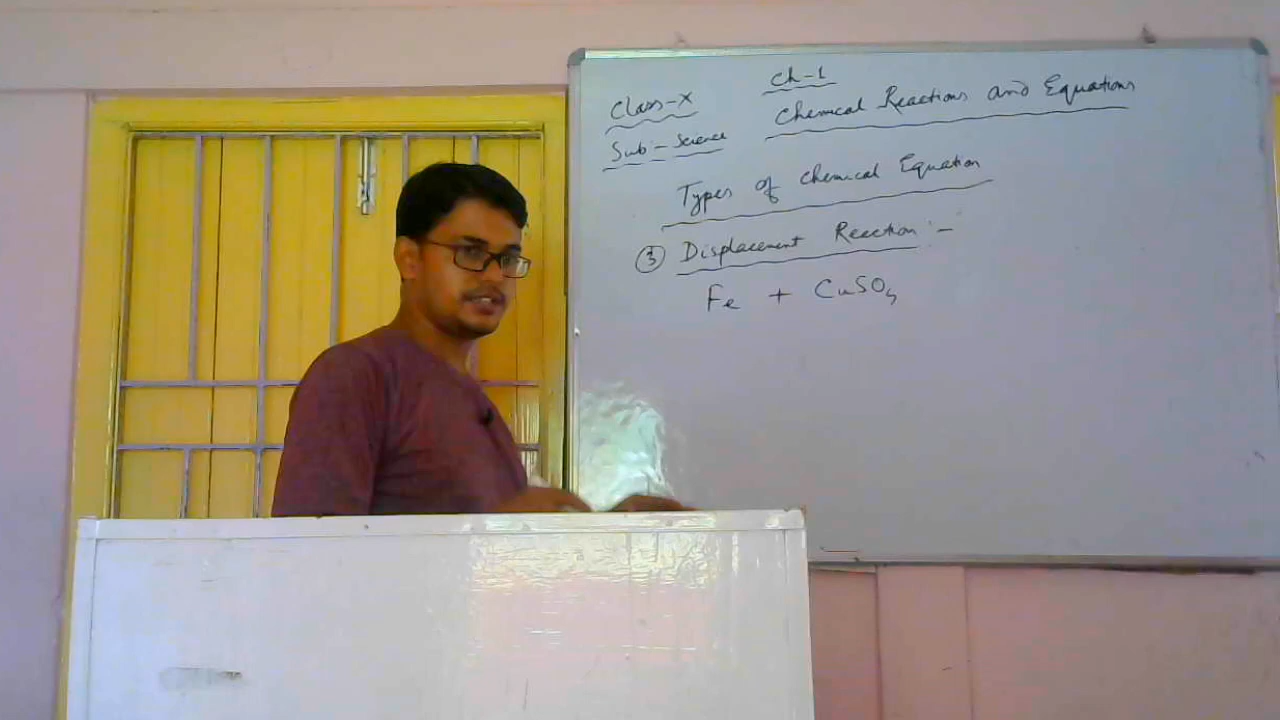 Ch-1
Class-X
Chemical Reactions and Equations
Sub:- Science
Types of Chemical Equation
③ Displacement Reaction:-
Fe + CuSO₄